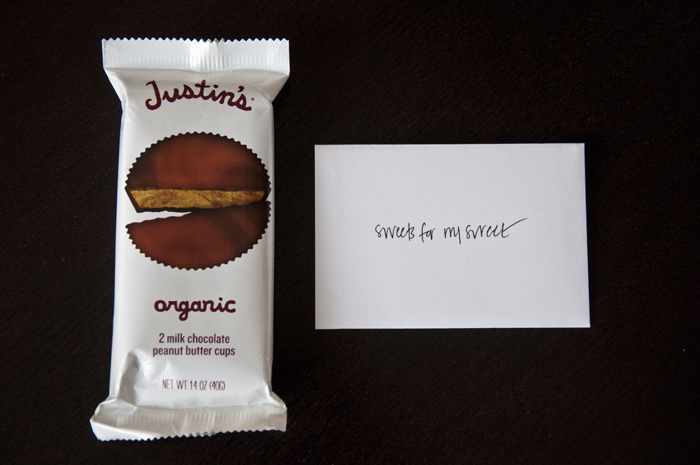 Justin's
organic
2 milk chocolate
peanut butter cups
NET WT 1.4 OZ (40G)
sweets for my sweet